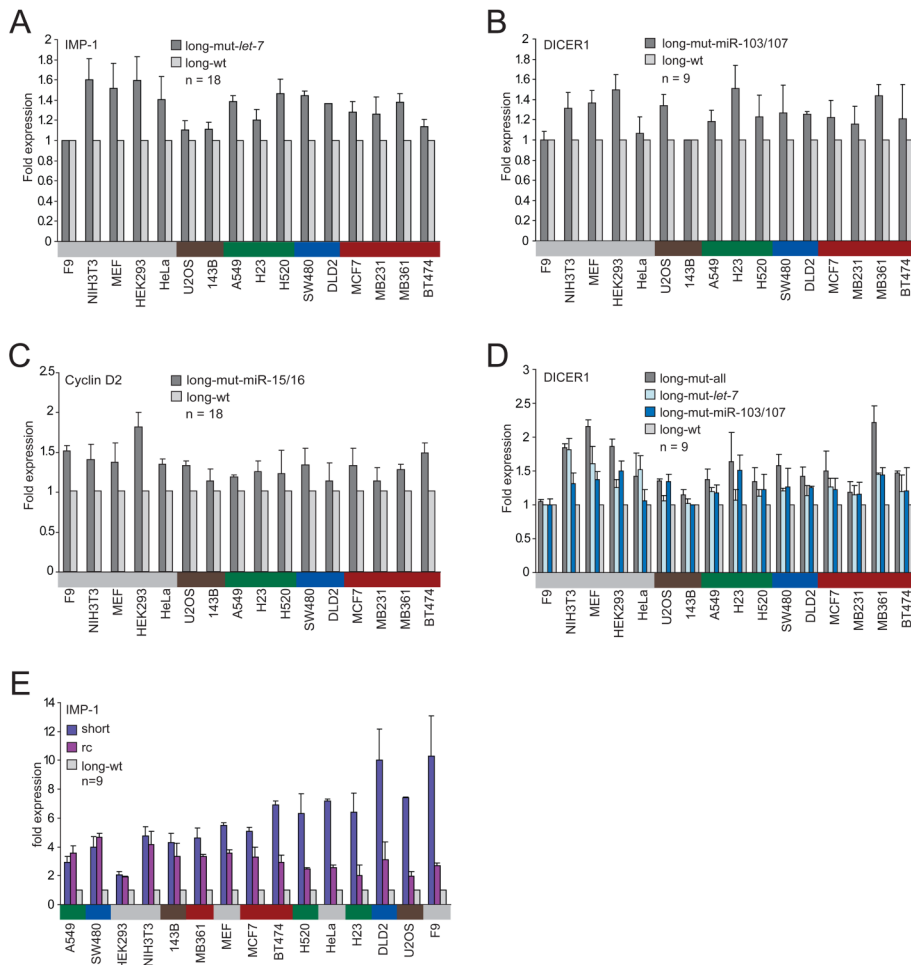 A
IMP-1
long-mut-let-7
long-wt
n = 18
Fold expression
2
1.8
1.6
1.4
1.2
1
0.8
0.6
0.4
0.2
0
F9 NIH3T3 MEF HEK293 HeLa U2OS 143B A549 H23 H520 SW480 DLD2 MCF7 MB231 MB361 BT474
B
DICER1
long-mut-miR-103/107
long-wt
n = 9
Fold expression
2
1.8
1.6
1.4
1.2
1
0.8
0.6
0.4
0.2
0
F9 NIH3T3 MEF HEK293 HeLa U2OS 143B A549 H23 H520 SW480 DLD2 MCF7 MB231 MB361 BT474
C
Cyclin D2
long-mut-miR-15/16
long-wt
n = 18
Fold expression
2.5
2
1.5
1
0.5
0
F9 NIH3T3 MEF HEK293 HeLa U2OS 143B A549 H23 H520 SW480 DLD2 MCF7 MB231 MB361 BT474
D
DICER1
long-mut-all
long-mut-let-7
long-mut-miR-103/107
long-wt
n = 9
Fold expression
2.5
2
1.5
1
0.5
0
F9 NIH3T3 MEF HEK293 HeLa U2OS 143B A549 H23 H520 SW480 DLD2 MCF7 MB231 MB361 BT474
E
IMP-1
short
rc
long-wt
n=9
fold expression
14
12
10
8
6
4
2
0
A549 SW480 HEK293 NIH3T3 143B MB361 MEF MCF7 BT474 H520 HeLa H23 DLD2 U2OS F9